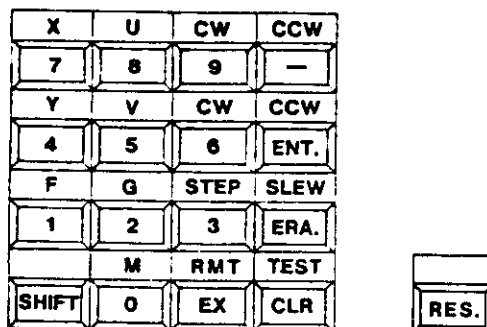 X U CW CCW
7 8 9 —
Y V CW CCW
4 5 6 ENT.
F G STEP SLEW
1 2 3 ERA.
M RMT TEST
SHIFT 0 EX CLR RES.